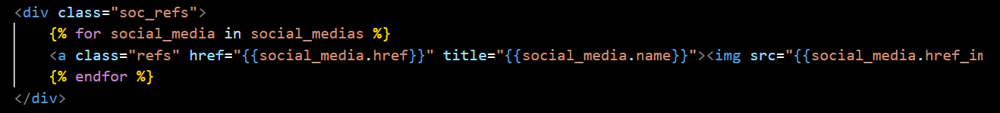 <div class="soc_refs">
{% for social_media in social_medias %}
<a class="refs" href="{{social_media.href}}" title="{{social_media.name}}"><img src="{{social_media.href_in
{% endfor %}
</div>